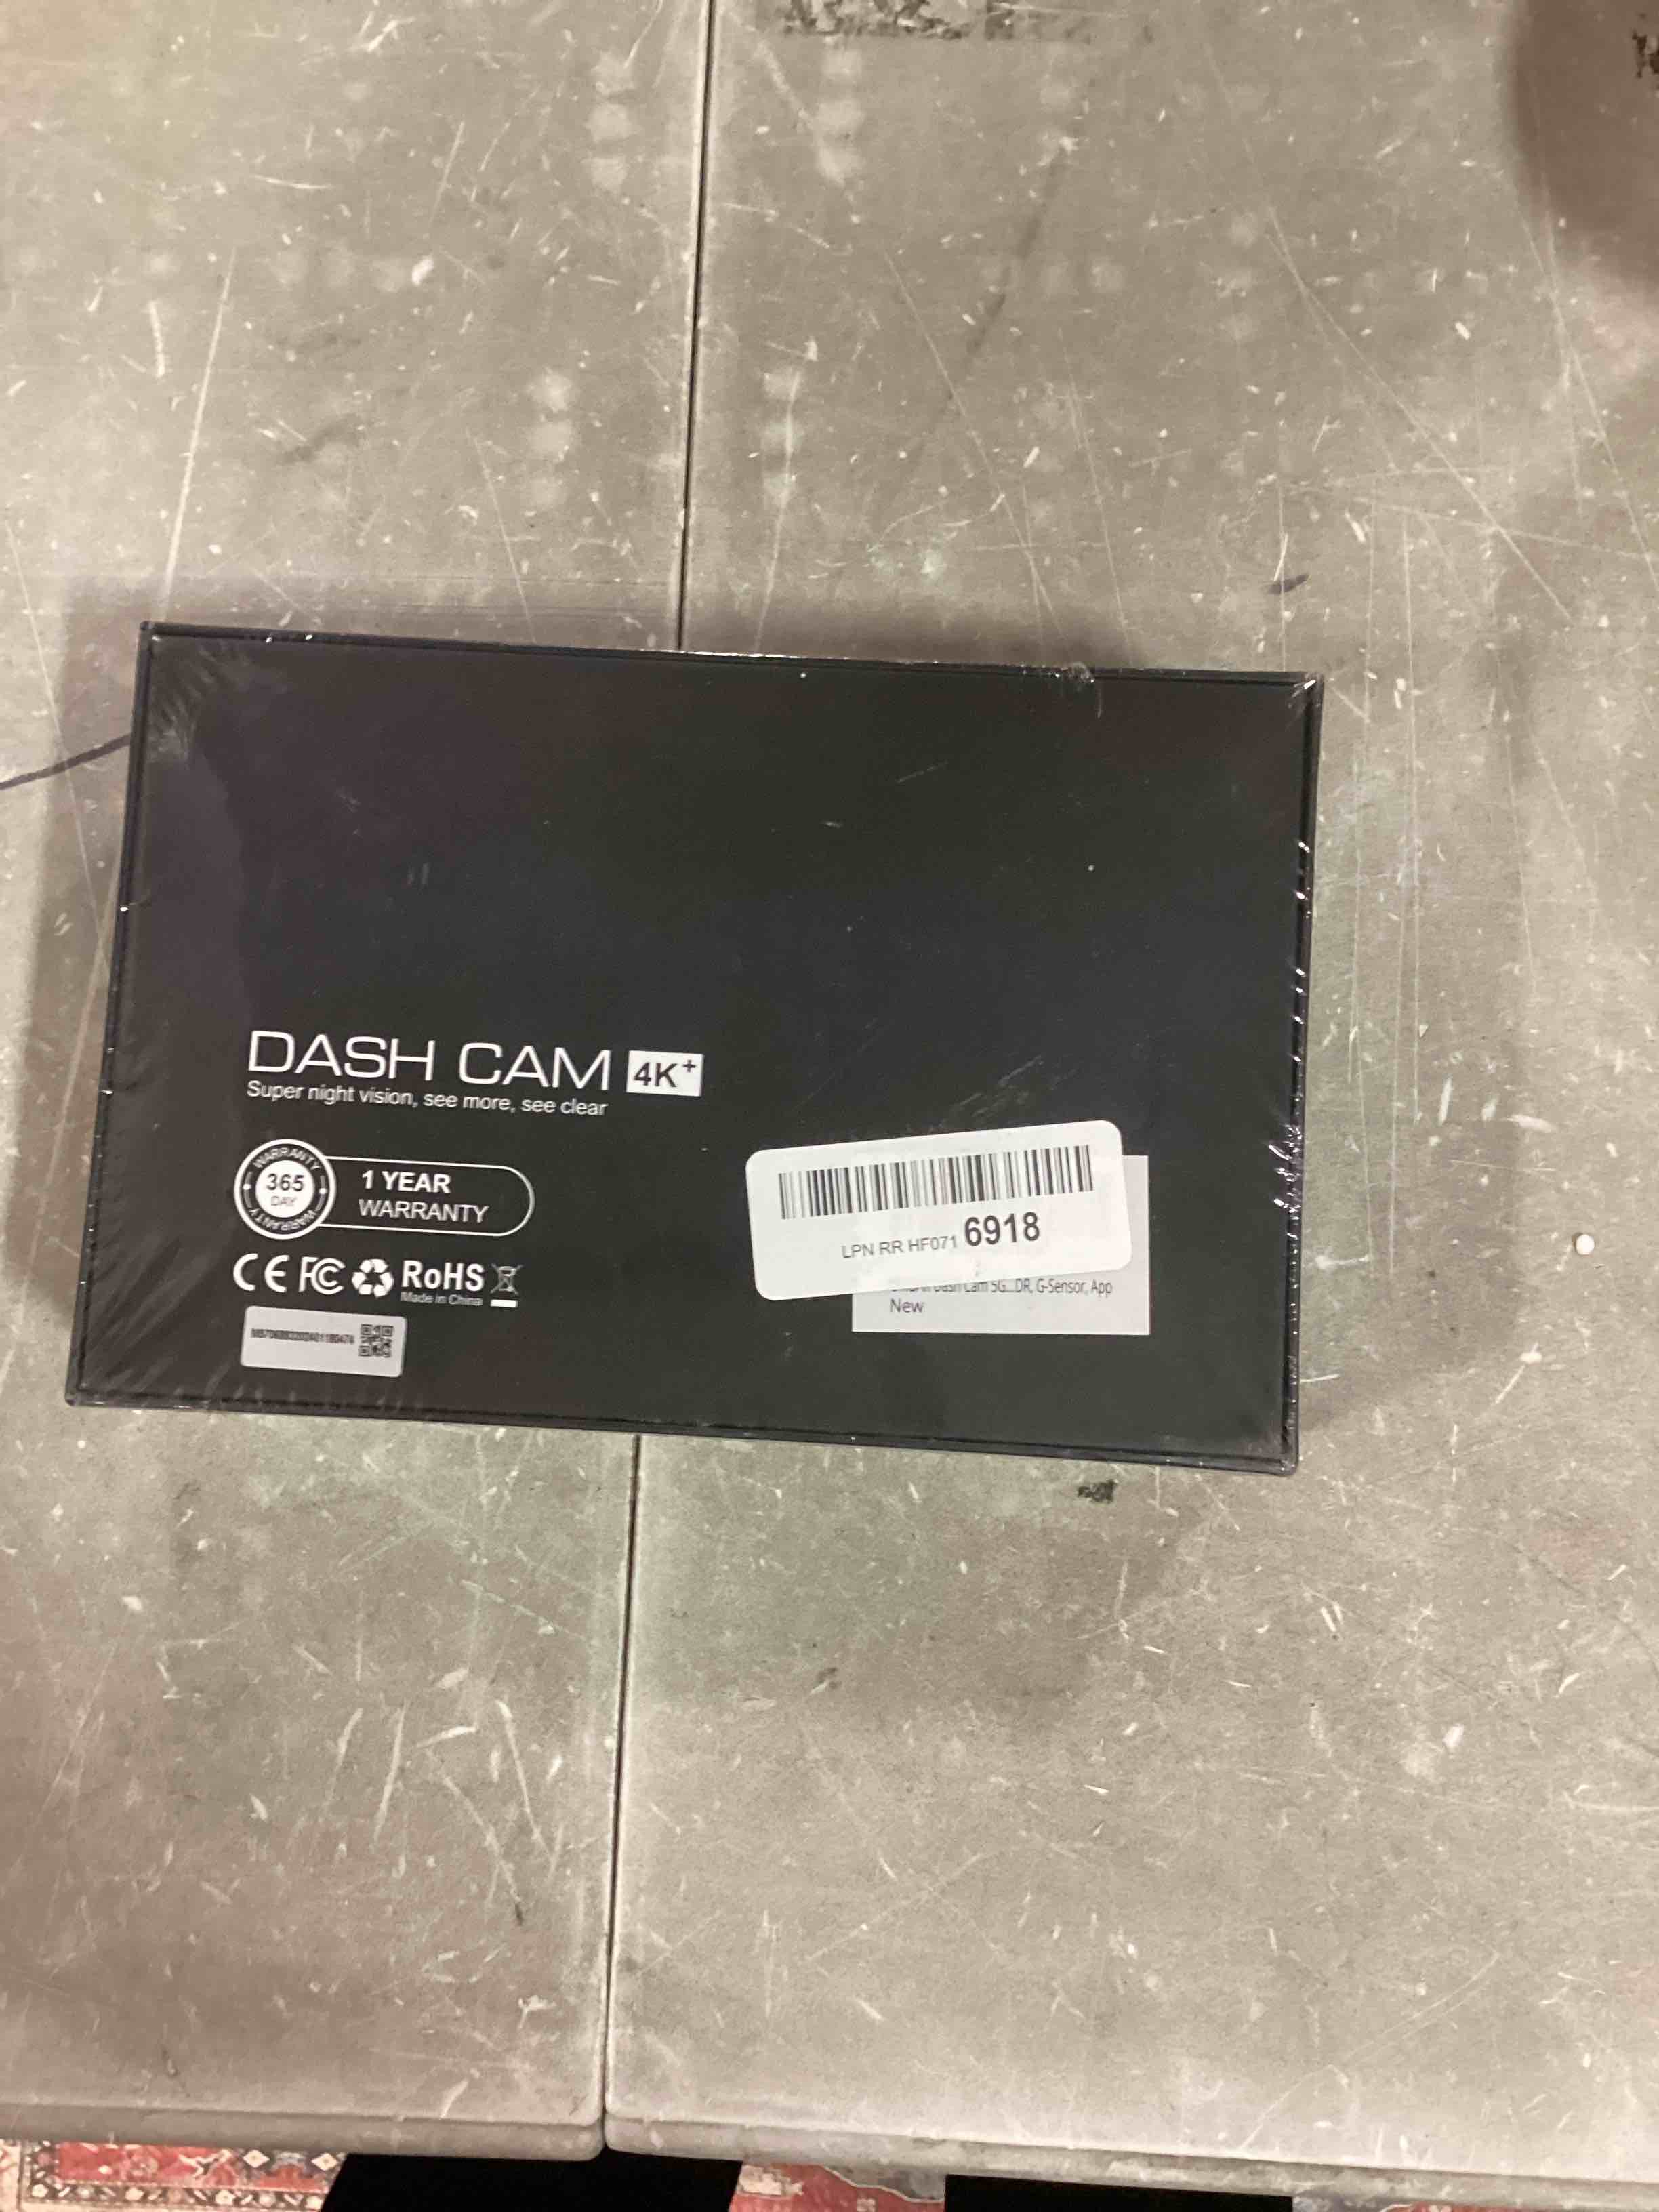 DASH CAM 4K+
Super night vision, see more, see clear
WARRANTY
365
DAY
WARRANTY
1 YEAR
WARRANTY
CE FC RoHS
Made in China
LPN RR HF071 6918
Dash Cam 5G...DR, G-Sensor, App
New